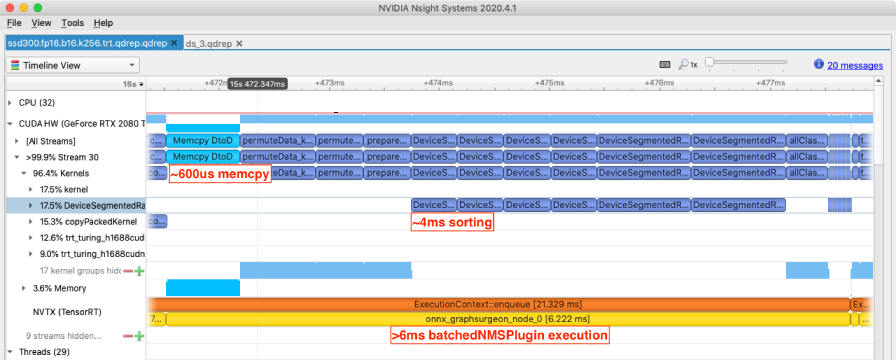 NVIDIA Nsight Systems 2020.4.1
File View Tools Help
ssd300.fp16.b16.k256.trt.qdrep.qdrep × ds_3.qdrep ×
Timeline View 1x 20 messages
15s +472m 15s 472.347ms +473ms +474ms +475ms +476ms +477ms
CPU (32)
CUDA HW (GeForce RTX 2080 T
[All Streams] c... Memcpy DtoD permuteData_k... permute... prepare... DeviceS... DeviceS... DeviceS... DeviceS... DeviceSegmentedR... DeviceSegmentedR... allClas... t...
>99.9% Stream 30 c... Memcpy DtoD permuteData_k... permute... prepare... DeviceS... DeviceS... DeviceS... DeviceS... DeviceSegmentedR... DeviceSegmentedR... allClas... t...
96.4% Kernels co... ~600us memcpy permuteData_k... permute... prepare... DeviceS... DeviceS... DeviceS... DeviceS... DeviceSegmentedR... DeviceSegmentedR... allClas... t...
17.5% kernel
17.5% DeviceSegmentedRa DeviceS... DeviceS... DeviceS... DeviceS... DeviceSegmentedR... DeviceSegmentedR...
15.3% copyPackedKernel co... ~4ms sorting
12.6% trt_turing_h1688cudn
9.0% trt_turing_h1688cudn
17 kernel groups hidd
3.6% Memory
NVTX (TensorRT) ExecutionContext::enqueue [21.329 ms] Ex...
7... onnx_graphsurgeon_node_0 [6.222 ms]
9 streams hidden... >6ms batchedNMSPlugin execution
Threads (29)